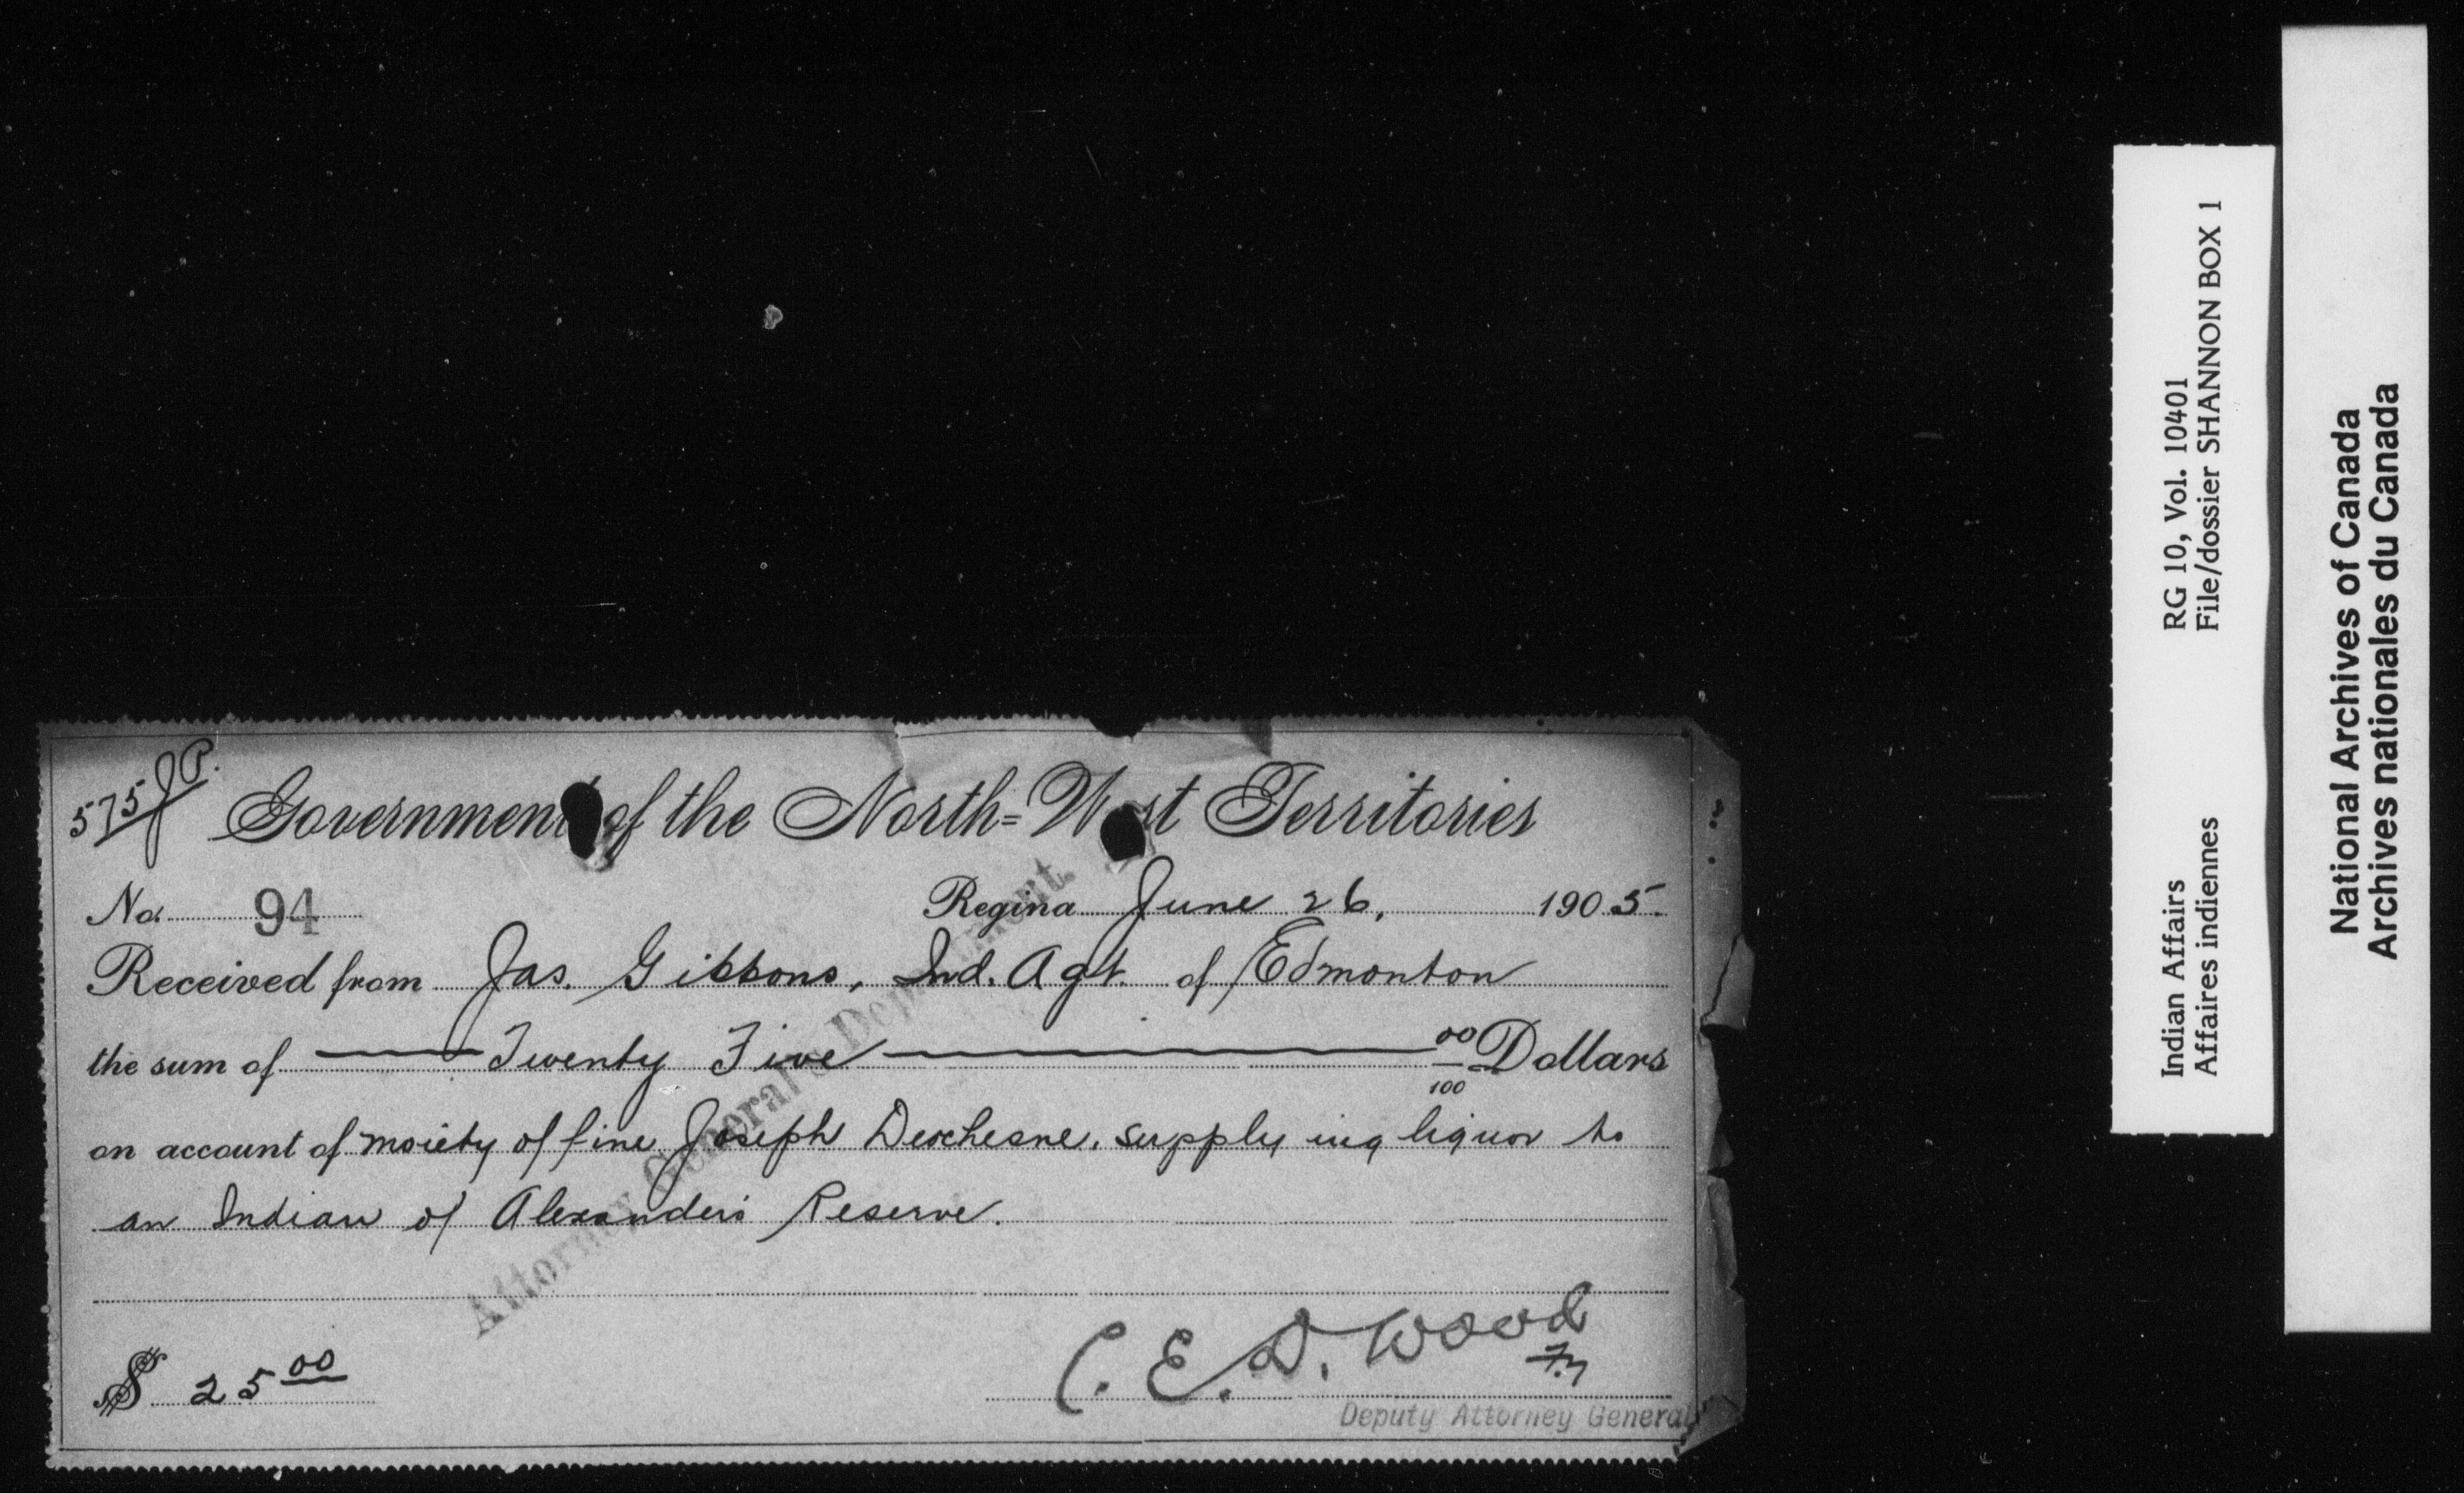 575 J.P.
Government of the North=West Territories
No. 94 Regina June 26, 1905.
Received from Jas. Gibbons, Ind. Agt. of Edmonton
the sum of Twenty Five 00/100 Dollars
on account of moiety of fine Joseph Deschesne, supplying liquor to
an Indian of Alexander's Reserve.
Attorney General's Department.
$ 25 00
C. E. D. Wood
Deputy Attorney General
Indian Affairs RG 10, Vol. 10401
Affaires indiennes File/dossier SHANNON BOX 1
National Archives of Canada
Archives nationales du Canada